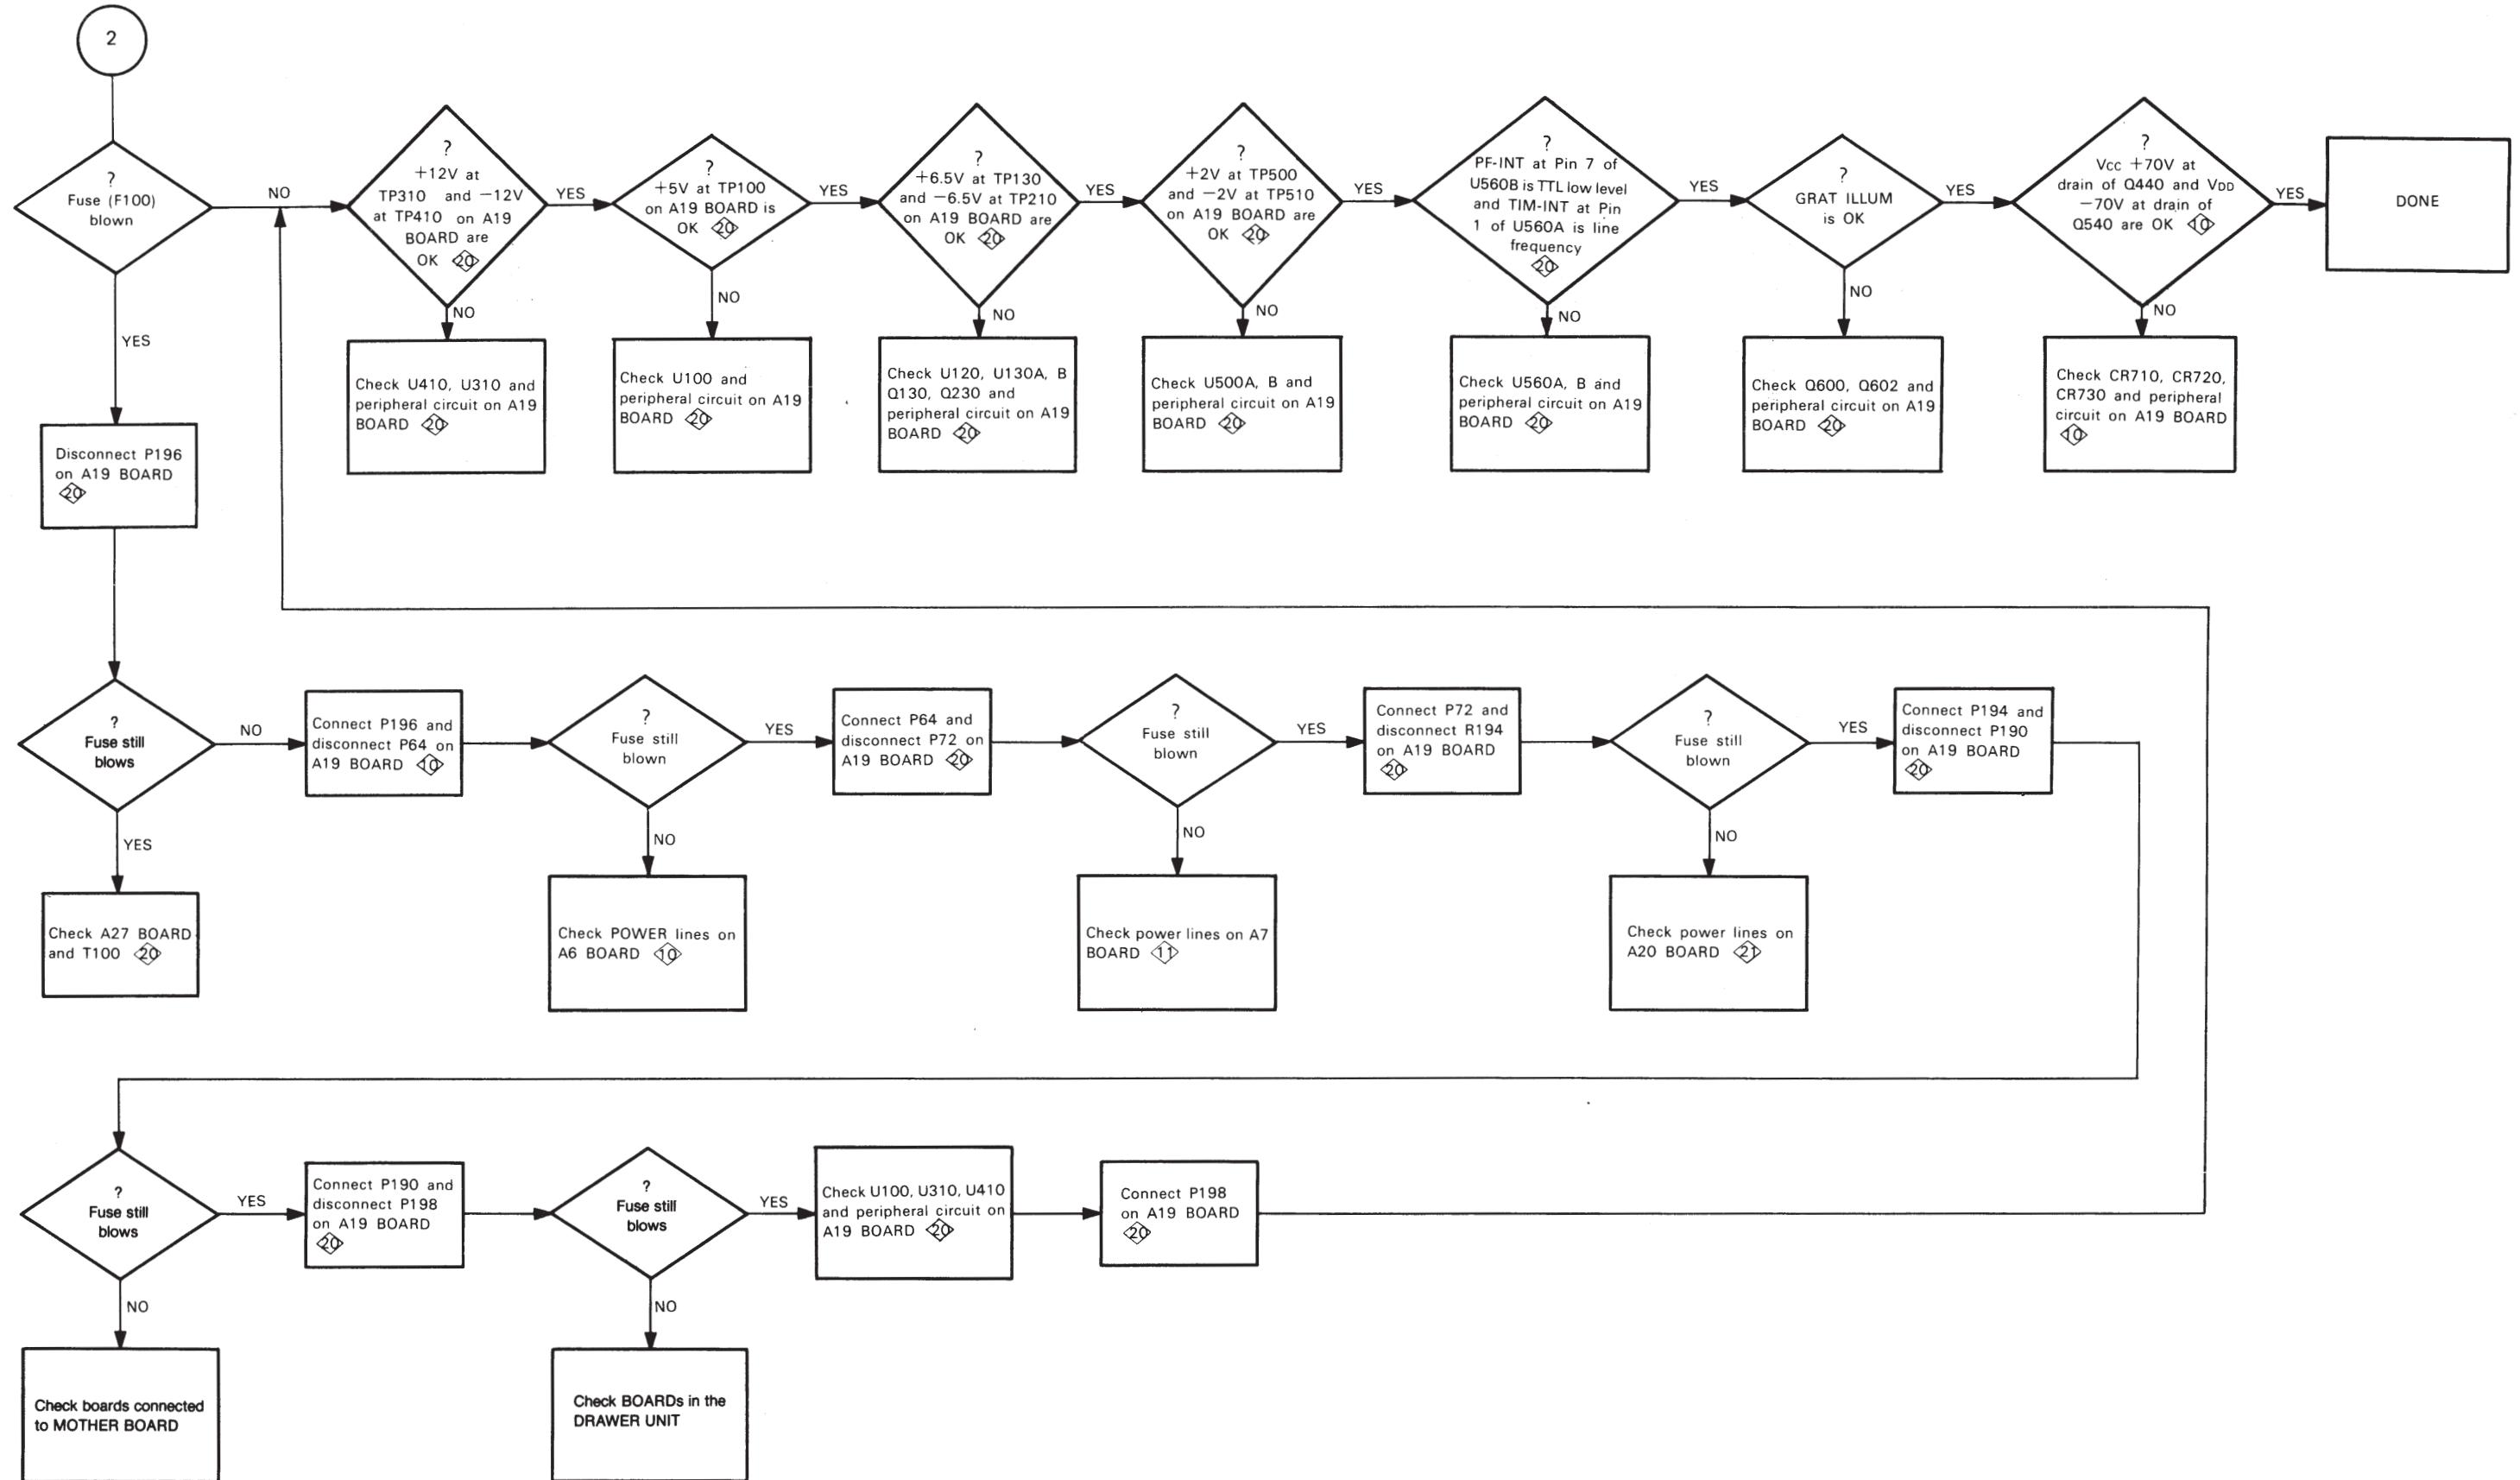 2
?
Fuse (F100)
blown
NO
YES
?
+12V at
TP310 and −12V
at TP410 on A19
BOARD are
OK 20
YES
NO
?
+5V at TP100
on A19 BOARD is
OK 20
YES
NO
?
+6.5V at TP130
and −6.5V at TP210
on A19 BOARD are
OK 20
YES
NO
?
+2V at TP500
and −2V at TP510
on A19 BOARD are
OK 20
YES
NO
?
PF-INT at Pin 7 of
U560B is TTL low level
and TIM-INT at Pin
1 of U560A is line
frequency
20
YES
NO
?
GRAT ILLUM
is OK
YES
NO
?
Vcc +70V at
drain of Q440 and VDD
−70V at drain of
Q540 are OK 10
YES
NO
DONE
Check U410, U310 and
peripheral circuit on A19
BOARD 20
Check U100 and
peripheral circuit on A19
BOARD 20
Check U120, U130A, B
Q130, Q230 and
peripheral circuit on A19
BOARD 20
Check U500A, B and
peripheral circuit on A19
BOARD 20
Check U560A, B and
peripheral circuit on A19
BOARD 20
Check Q600, Q602 and
peripheral circuit on A19
BOARD 20
Check CR710, CR720,
CR730 and peripheral
circuit on A19 BOARD
10
Disconnect P196
on A19 BOARD
20
?
Fuse still
blows
NO
YES
Connect P196 and
disconnect P64 on
A19 BOARD 10
?
Fuse still
blown
YES
NO
Connect P64 and
disconnect P72 on
A19 BOARD 20
?
Fuse still
blown
YES
NO
Connect P72 and
disconnect R194
on A19 BOARD
20
?
Fuse still
blown
YES
NO
Connect P194 and
disconnect P190
on A19 BOARD
20
Check A27 BOARD
and T100 20
Check POWER lines on
A6 BOARD 10
Check power lines on A7
BOARD 11
Check power lines on
A20 BOARD 21
?
Fuse still
blows
YES
NO
Connect P190 and
disconnect P198
on A19 BOARD
20
?
Fuse still
blows
YES
NO
Check U100, U310, U410
and peripheral circuit on
A19 BOARD 20
Connect P198
on A19 BOARD
20
Check boards connected
to MOTHER BOARD
Check BOARDs in the
DRAWER UNIT